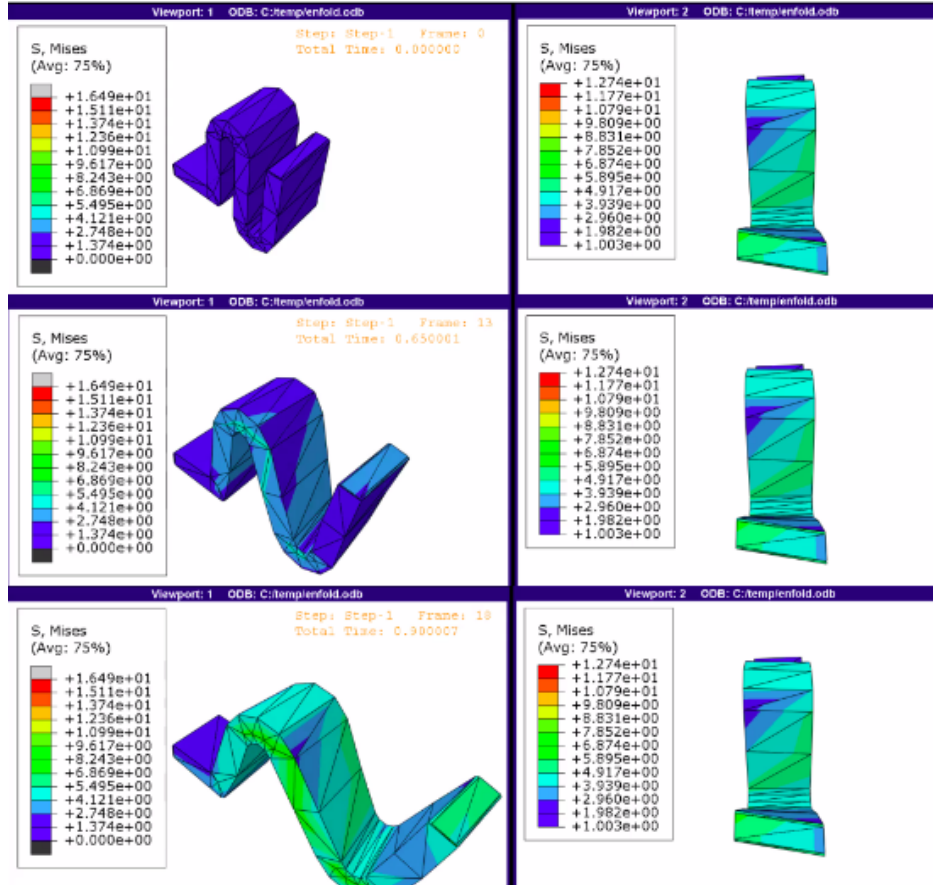 Viewport: 1 ODB: C:/temp/enfold.odb
Step: Step-1 Frame: 0
Total Time: 0.000000
S, Mises
(Avg: 75%)
+1.649e+01
+1.511e+01
+1.374e+01
+1.236e+01
+1.099e+01
+9.617e+00
+8.243e+00
+6.869e+00
+5.495e+00
+4.121e+00
+2.748e+00
+1.374e+00
+0.000e+00
Viewport: 2 ODB: C:/temp/enfold.odb
S, Mises
(Avg: 75%)
+1.274e+01
+1.177e+01
+1.079e+01
+9.809e+00
+8.831e+00
+7.852e+00
+6.874e+00
+5.895e+00
+4.917e+00
+3.939e+00
+2.960e+00
+1.982e+00
+1.003e+00
Viewport: 1 ODB: C:/temp/enfold.odb
Step: Step-1 Frame: 13
Total Time: 0.650001
S, Mises
(Avg: 75%)
+1.649e+01
+1.511e+01
+1.374e+01
+1.236e+01
+1.099e+01
+9.617e+00
+8.243e+00
+6.869e+00
+5.495e+00
+4.121e+00
+2.748e+00
+1.374e+00
+0.000e+00
Viewport: 2 ODB: C:/temp/enfold.odb
S, Mises
(Avg: 75%)
+1.274e+01
+1.177e+01
+1.079e+01
+9.809e+00
+8.831e+00
+7.852e+00
+6.874e+00
+5.895e+00
+4.917e+00
+3.939e+00
+2.960e+00
+1.982e+00
+1.003e+00
Viewport: 1 ODB: C:/temp/enfold.odb
Step: Step-1 Frame: 18
Total Time: 0.900007
S, Mises
(Avg: 75%)
+1.649e+01
+1.511e+01
+1.374e+01
+1.236e+01
+1.099e+01
+9.617e+00
+8.243e+00
+6.869e+00
+5.495e+00
+4.121e+00
+2.748e+00
+1.374e+00
+0.000e+00
Viewport: 2 ODB: C:/temp/enfold.odb
S, Mises
(Avg: 75%)
+1.274e+01
+1.177e+01
+1.079e+01
+9.809e+00
+8.831e+00
+7.852e+00
+6.874e+00
+5.895e+00
+4.917e+00
+3.939e+00
+2.960e+00
+1.982e+00
+1.003e+00